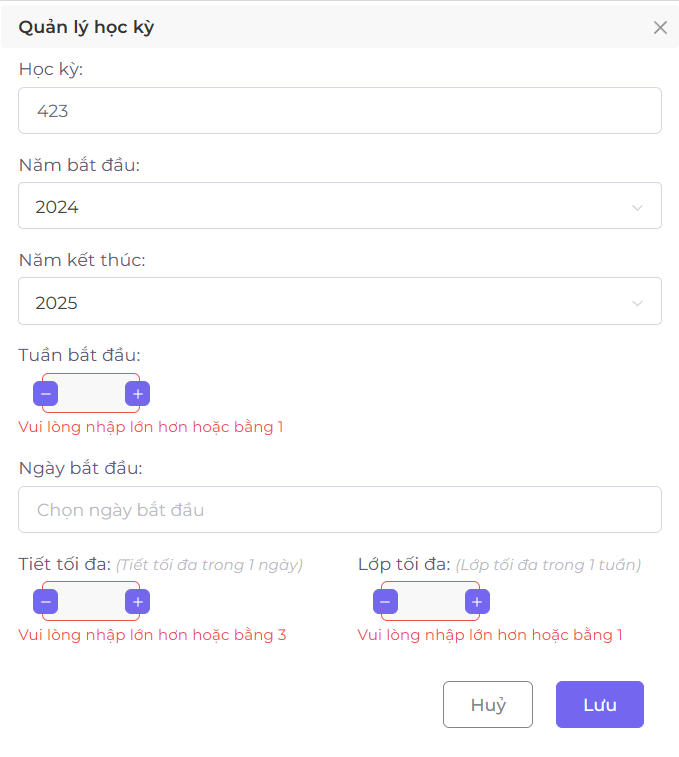 Quản lý học kỳ
Học kỳ:
423
Năm bắt đầu:
2024
Năm kết thúc:
2025
Tuần bắt đầu:
− +
Vui lòng nhập lớn hơn hoặc bằng 1
Ngày bắt đầu:
Chọn ngày bắt đầu
Tiết tối đa: (Tiết tối đa trong 1 ngày) Lớp tối đa: (Lớp tối đa trong 1 tuần)
− + − +
Vui lòng nhập lớn hơn hoặc bằng 3 Vui lòng nhập lớn hơn hoặc bằng 1
Huỷ Lưu